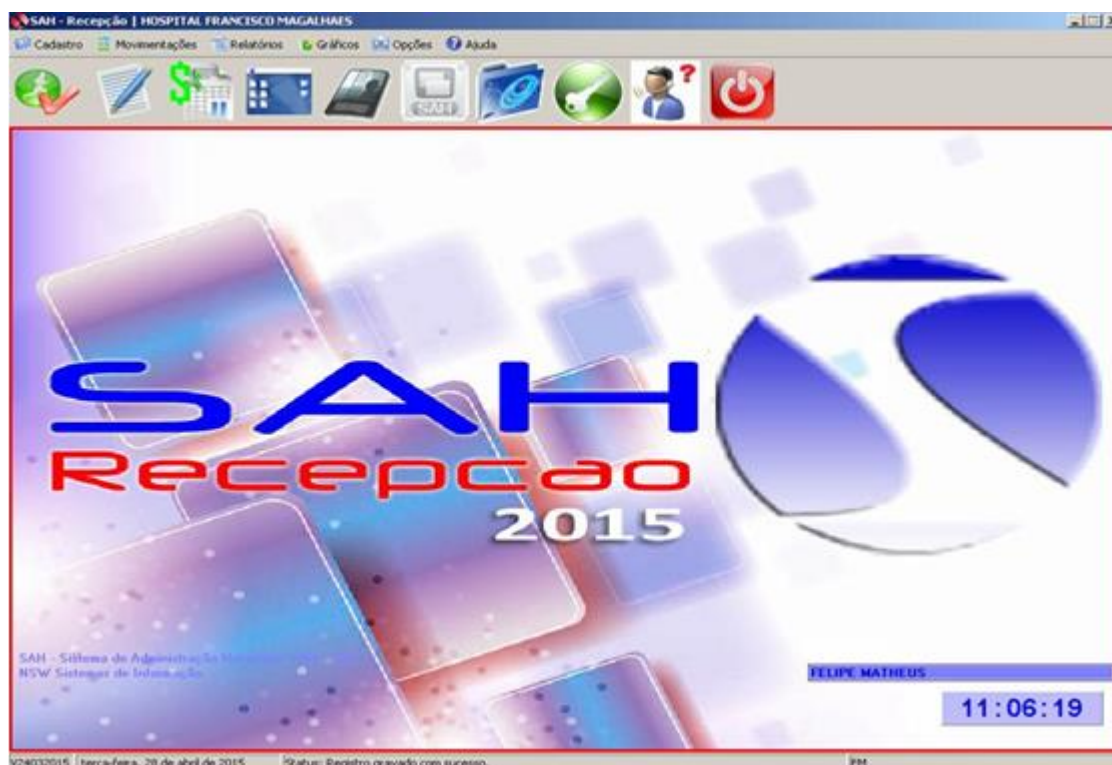 SAH - Recepção | HOSPITAL FRANCISCO MAGALHAES
Cadastro Movimentações Relatórios Gráficos Opções Ajuda
SAH
?
SAH
Recepcao
2015
SAH - Sistema de Administração
NSW Sistemas de Informação
FELIPE MATHEUS
11:06:19
V24032015 terça-feira, 28 de abril de 2015 Status: Registro gravado com sucesso FM